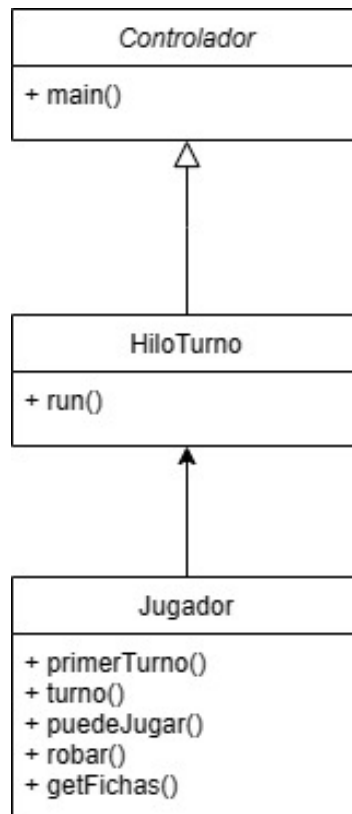 Controlador
+ main()
HiloTurno
+ run()
Jugador
+ primerTurno()
+ turno()
+ puedeJugar()
+ robar()
+ getFichas()